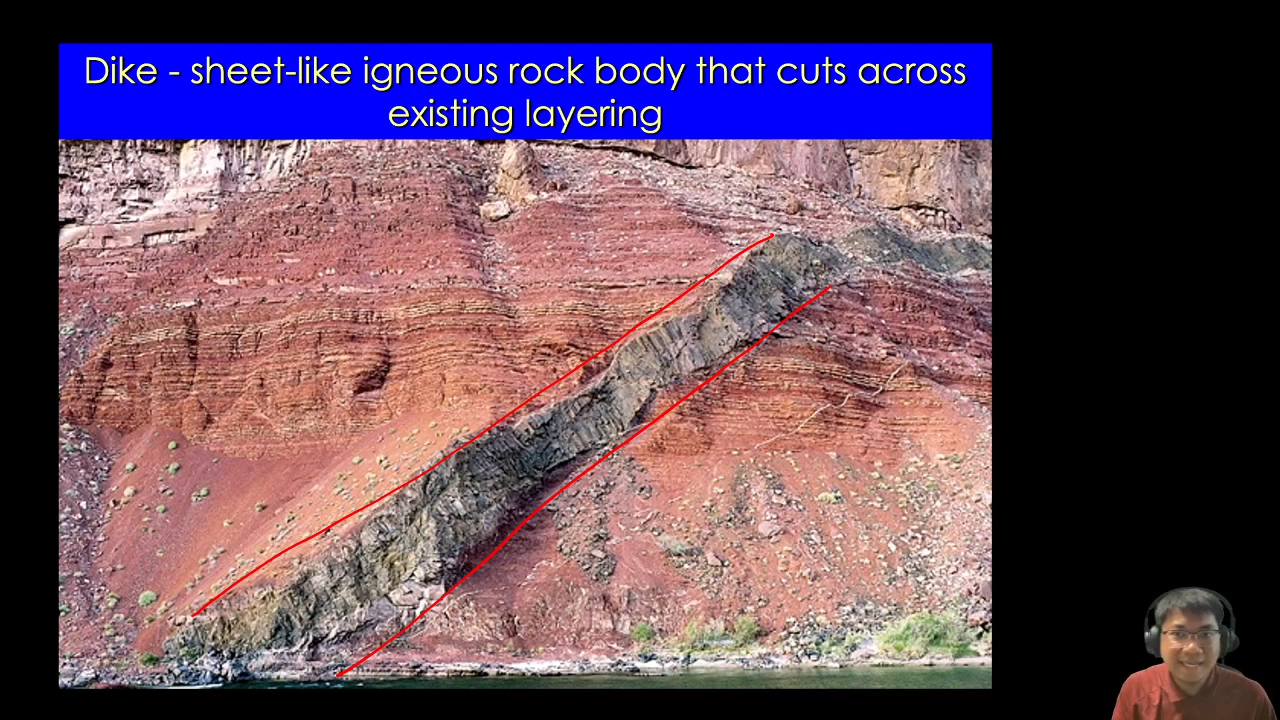 Dike - sheet-like igneous rock body that cuts across
existing layering